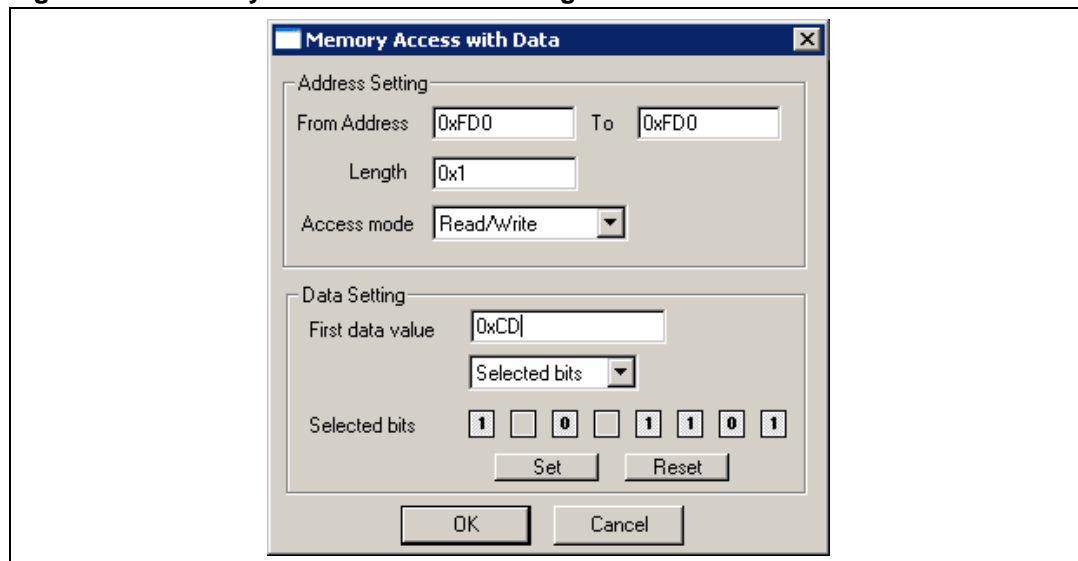 Memory Access with Data
Address Setting
From Address 0xFD0 To 0xFD0
Length 0x1
Access mode Read/Write
Data Setting
First data value 0xCD
Selected bits
Selected bits 1 0 1 1 0 1
Set Reset
OK Cancel